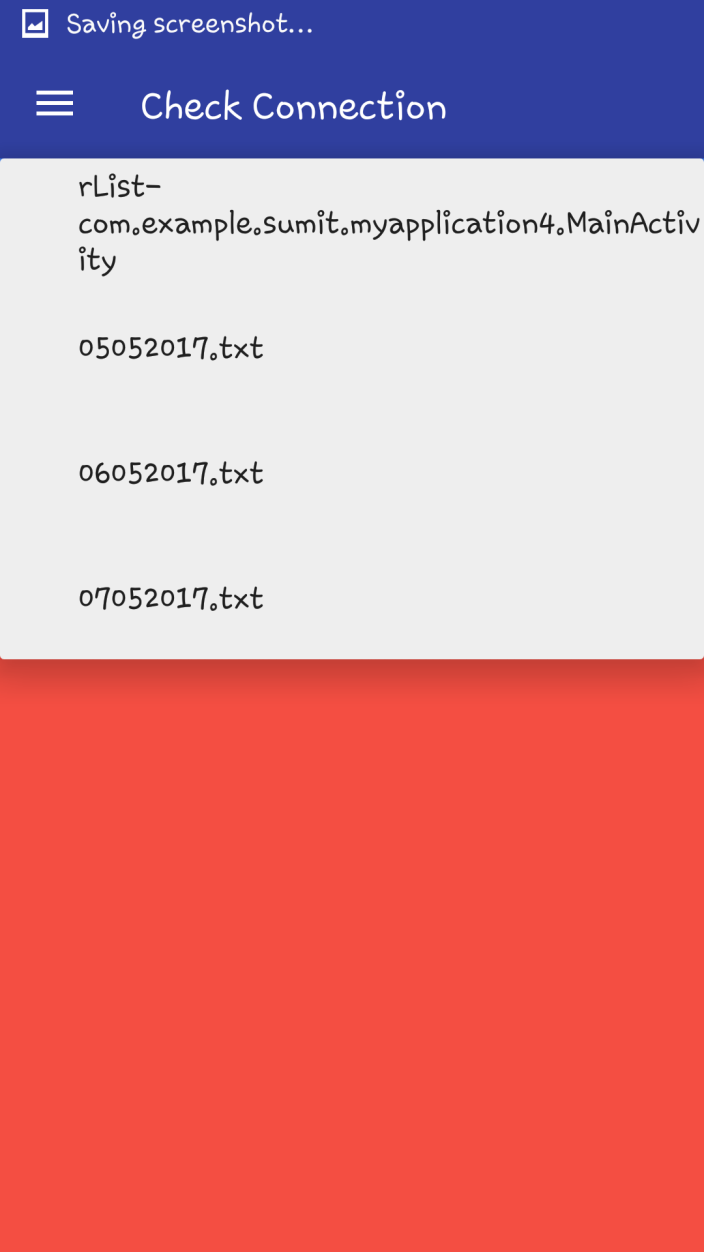 Saving screenshot...
Check Connection
rList-
com.example.sumit.myapplication4.MainActiv
ity
05052017.txt
06052017.txt
07052017.txt